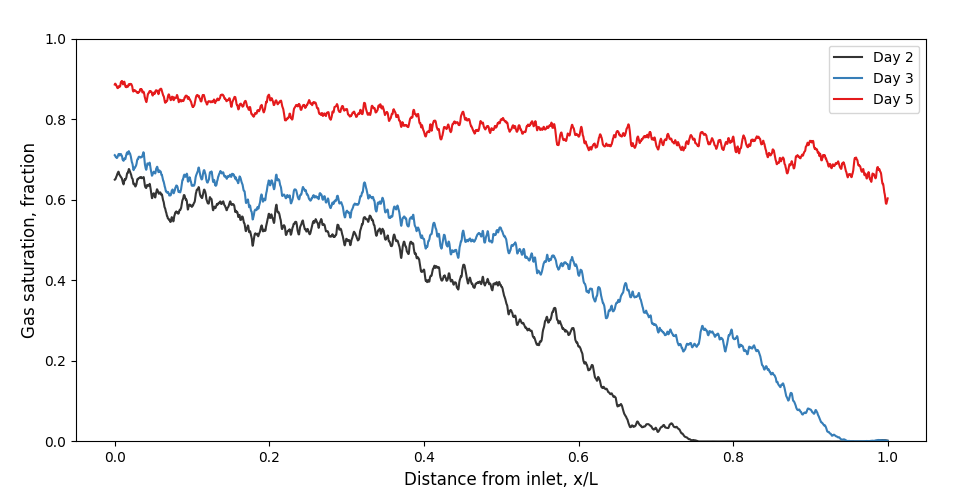 1.0
0.8
0.6
0.4
0.2
0.0
Gas saturation, fraction
Day 2
Day 3
Day 5
0.0 0.2 0.4 0.6 0.8 1.0
Distance from inlet, x/L